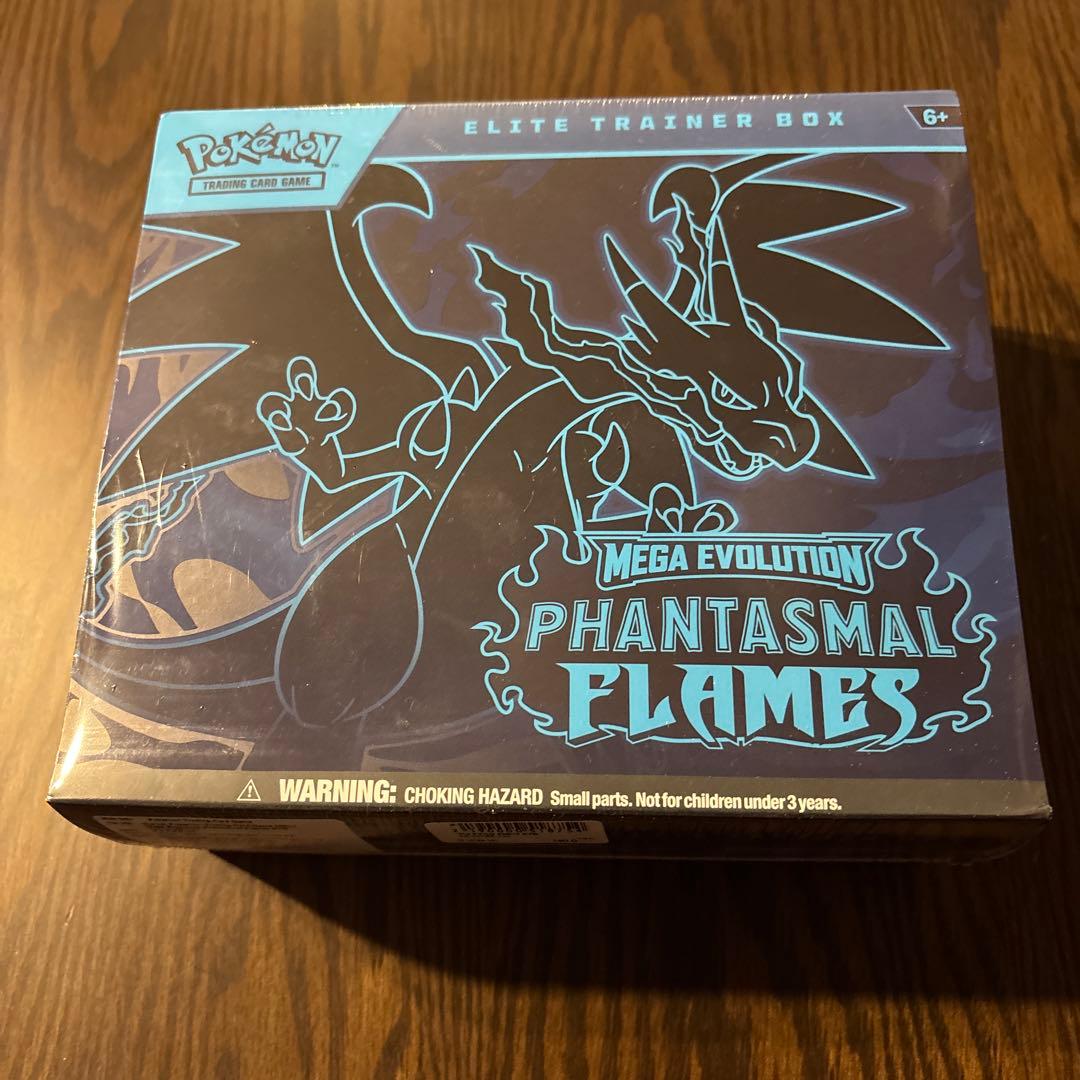 POKéMON
TRADING CARD GAME
ELITE TRAINER BOX
6+
MEGA EVOLUTION
PHANTASMAL
FLAMES
WARNING: CHOKING HAZARD Small parts. Not for children under 3 years.